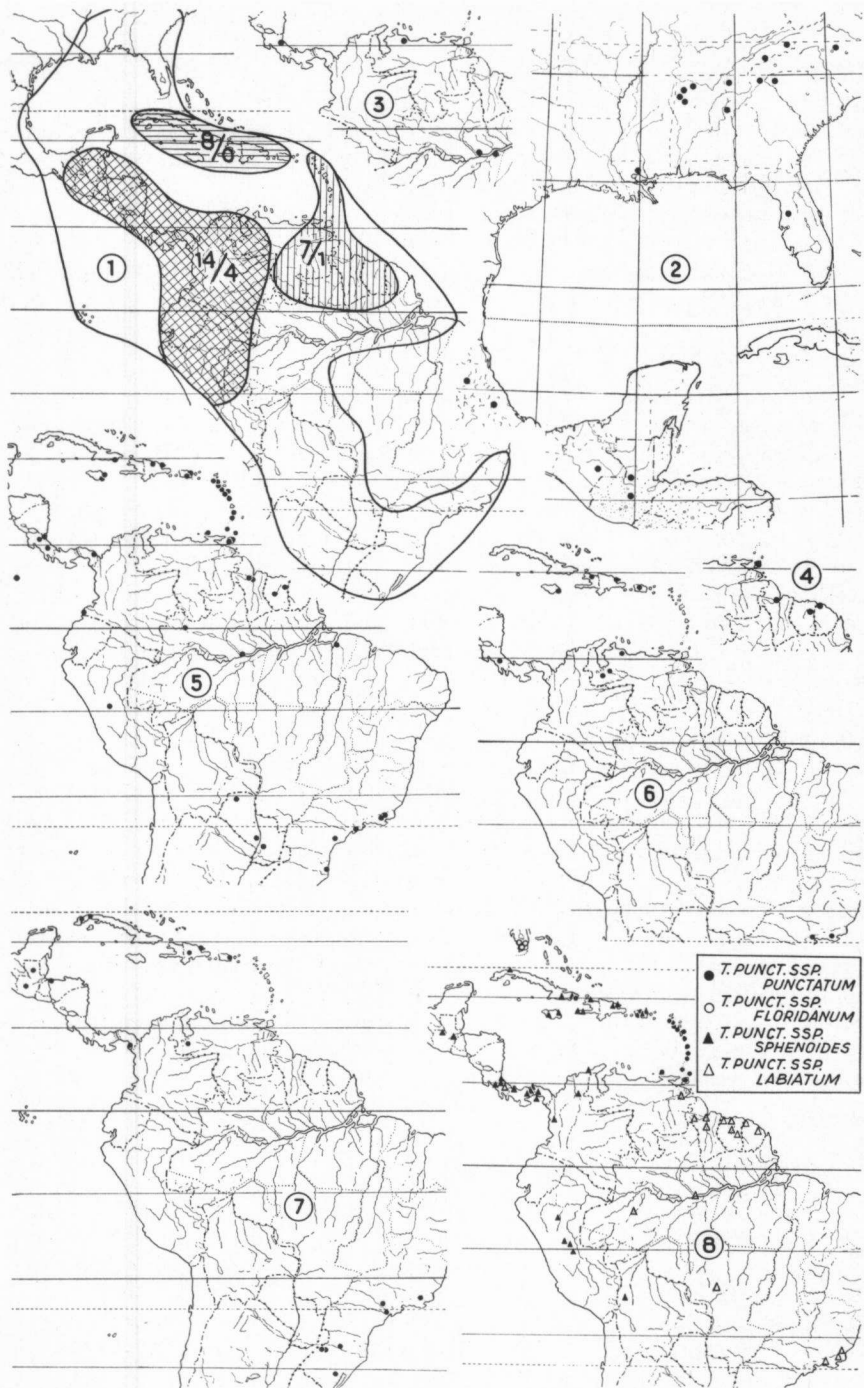 8/6
3
14/4
7/1
1
2
4
5
6
T. PUNCT. SSP.
PUNCTATUM
T. PUNCT. SSP.
FLORIDANUM
T. PUNCT. SSP.
SPHENOIDES
T. PUNCT. SSP.
LABIATUM
7
8